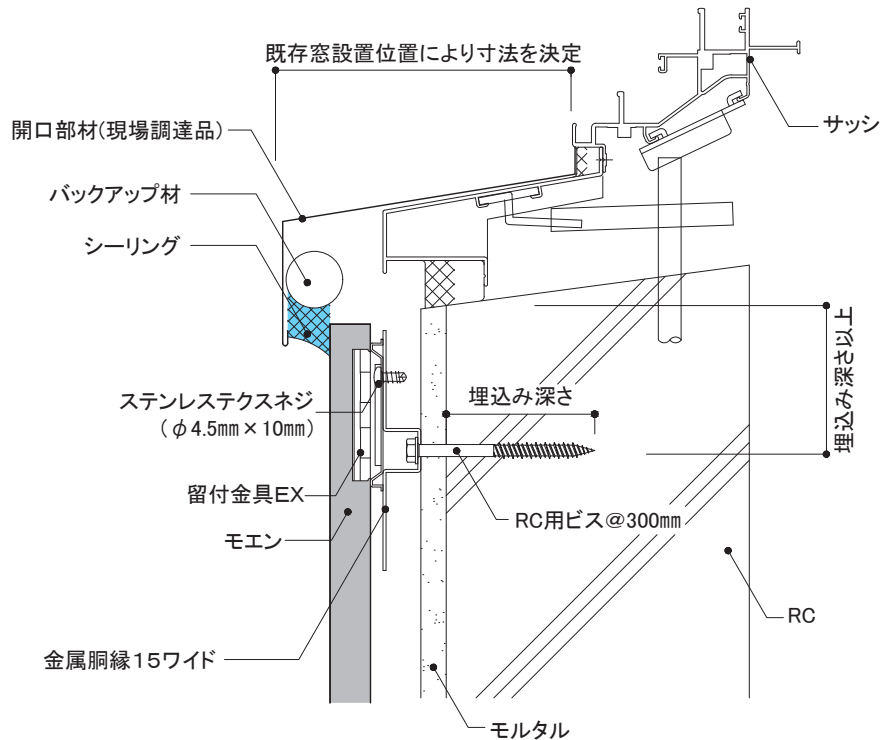 既存窓設置位置により寸法を決定
開口部材(現場調達品)
サッシ
バックアップ材
シーリング
埋込み深さ以上
ステンレステクスネジ
(φ4.5mm×10mm)
埋込み深さ
留付金具EX
RC用ビス@300mm
モエン
RC
金属胴縁15ワイド
モルタル